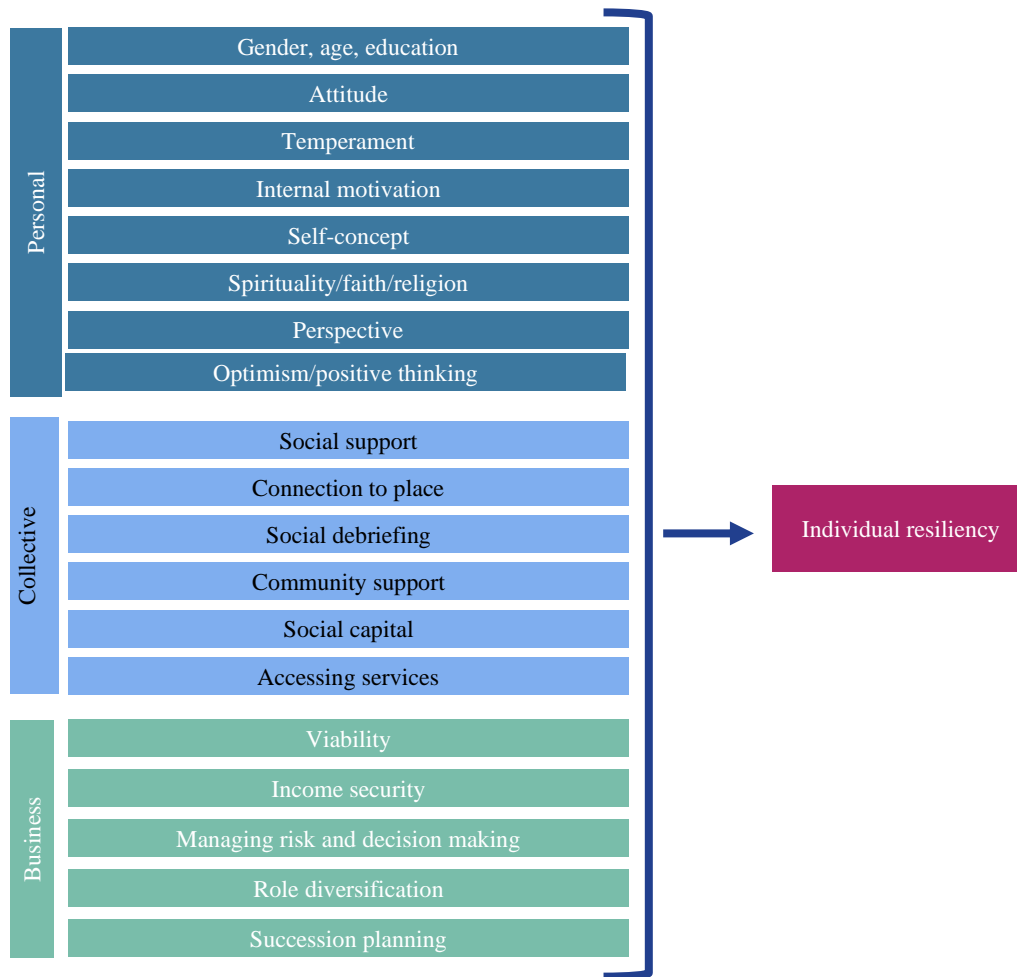 Personal
Gender, age, education
Attitude
Temperament
Internal motivation
Self-concept
Spirituality/faith/religion
Perspective
Optimism/positive thinking
Collective
Social support
Connection to place
Social debriefing
Community support
Social capital
Accessing services
Business
Viability
Income security
Managing risk and decision making
Role diversification
Succession planning
Individual resiliency